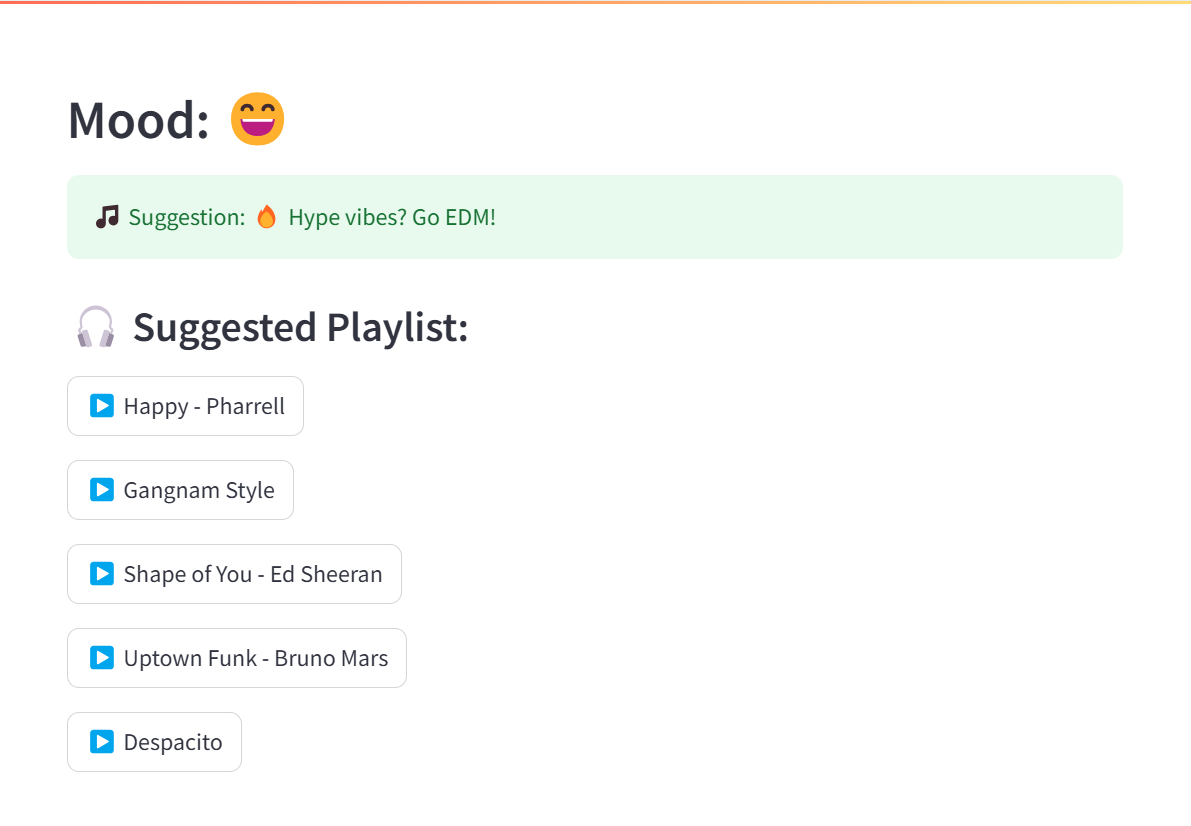 Mood: 😄
🎵 Suggestion: 🔥 Hype vibes? Go EDM!
🎧 Suggested Playlist:
▶️ Happy - Pharrell
▶️ Gangnam Style
▶️ Shape of You - Ed Sheeran
▶️ Uptown Funk - Bruno Mars
▶️ Despacito